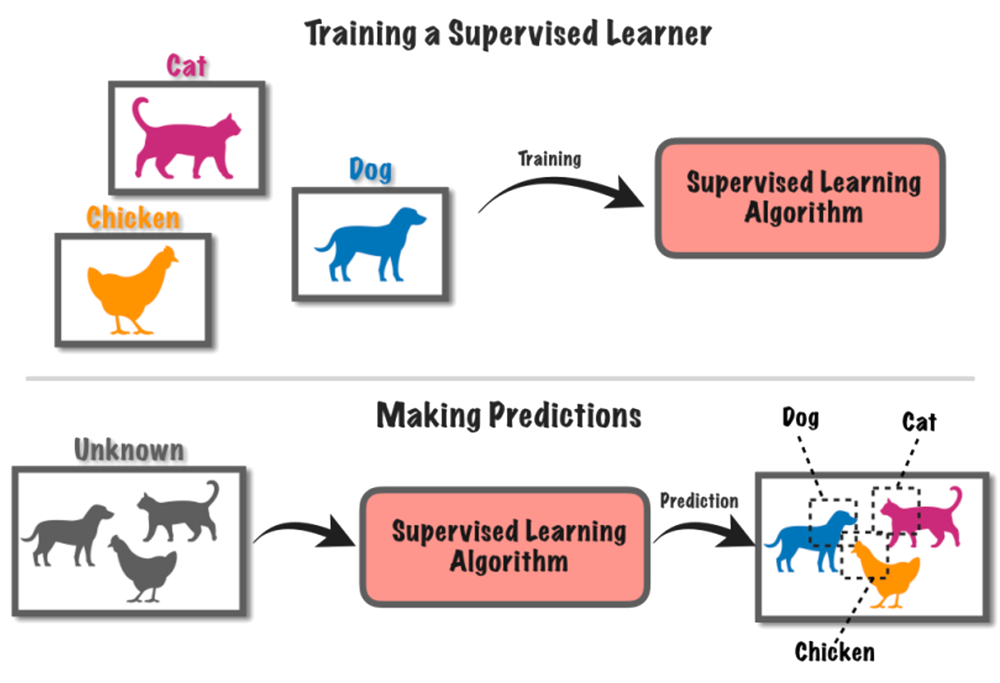 Training a Supervised Learner
Cat
Dog
Training
Supervised Learning
Algorithm
Chicken
Making Predictions
Dog
Cat
Unknown
Prediction
Supervised Learning
Algorithm
Chicken